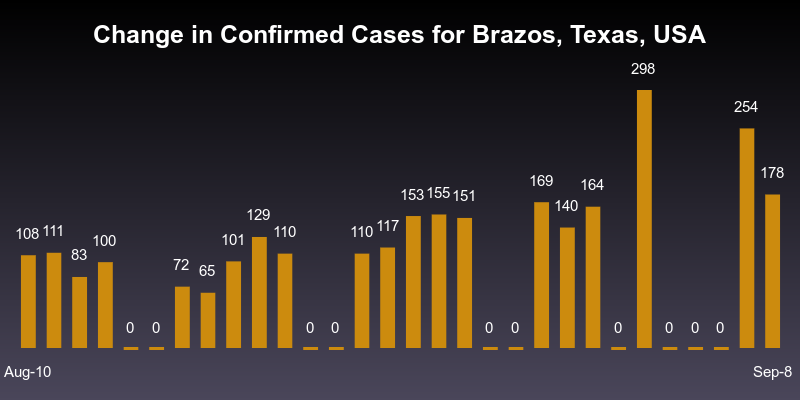 Change in Confirmed Cases for Brazos, Texas, USA
108 111 83 100 0 0 72 65 101 129 110 0 0 110 117 153 155 151 0 0 169 140 164 0 298 0 0 0 254 178
Aug-10 Sep-8